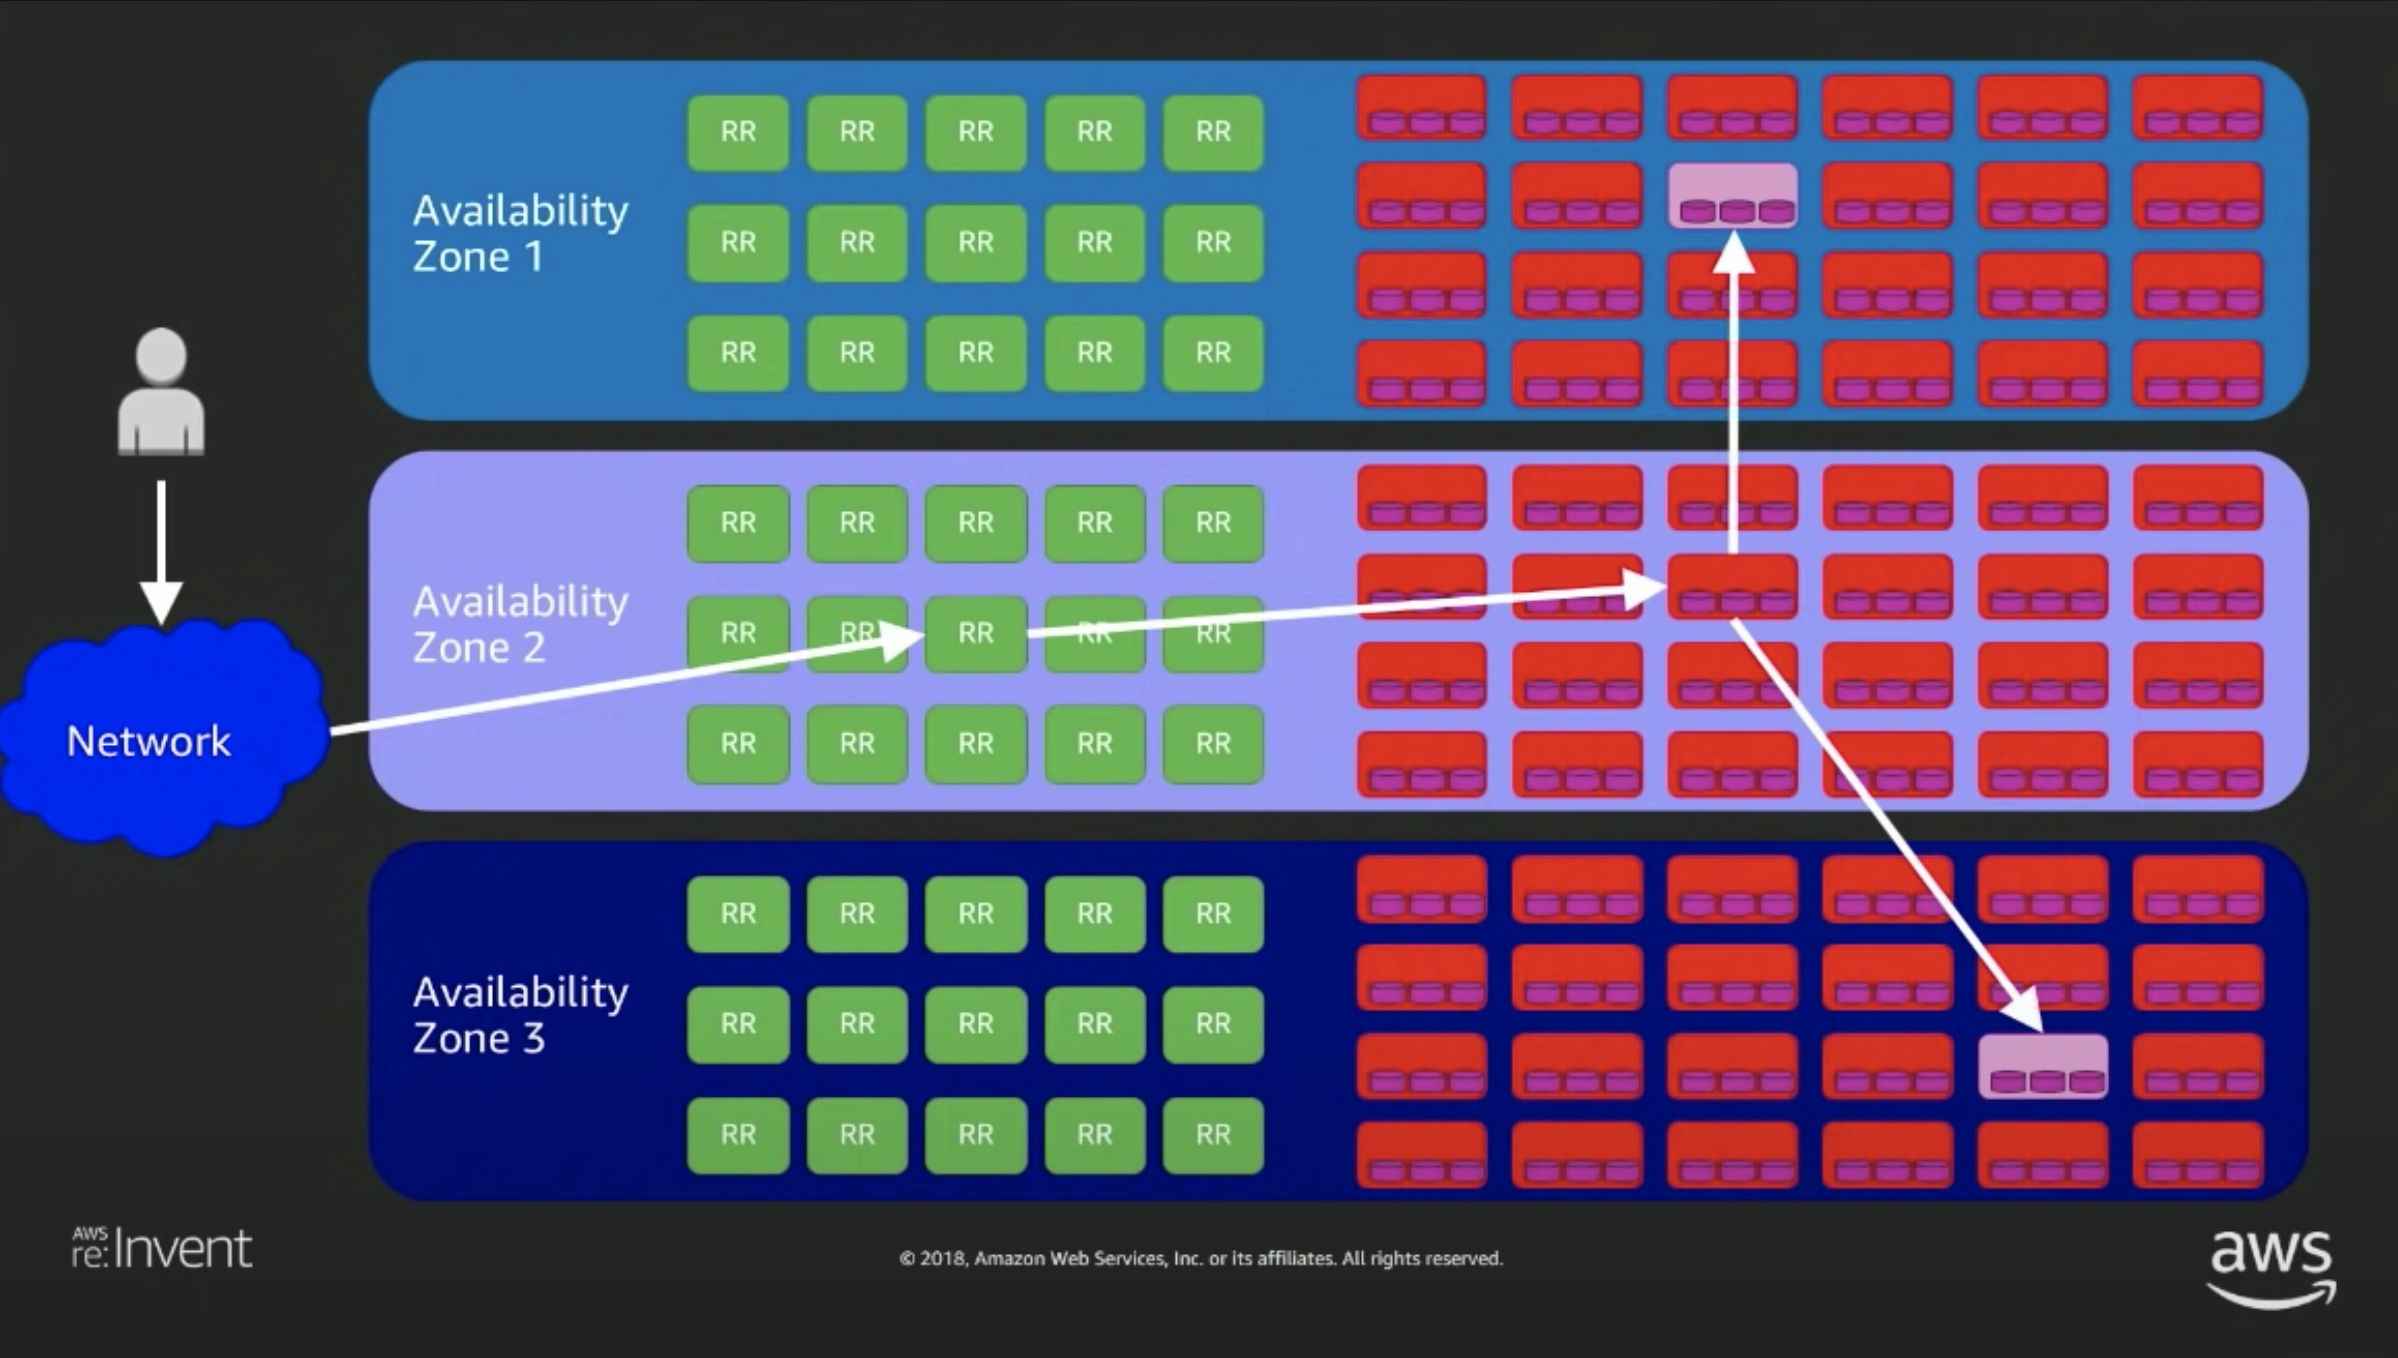 RR RR RR RR RR
Availability
Zone 1
RR RR RR RR RR
RR RR RR RR RR
RR RR RR RR RR
Availability
Zone 2
RR RR RR RR RR
RR RR RR RR RR
Network
RR RR RR RR RR
Availability
Zone 3
RR RR RR RR RR
RR RR RR RR RR
AWS
re:Invent
© 2018, Amazon Web Services, Inc. or its affiliates. All rights reserved.
aws